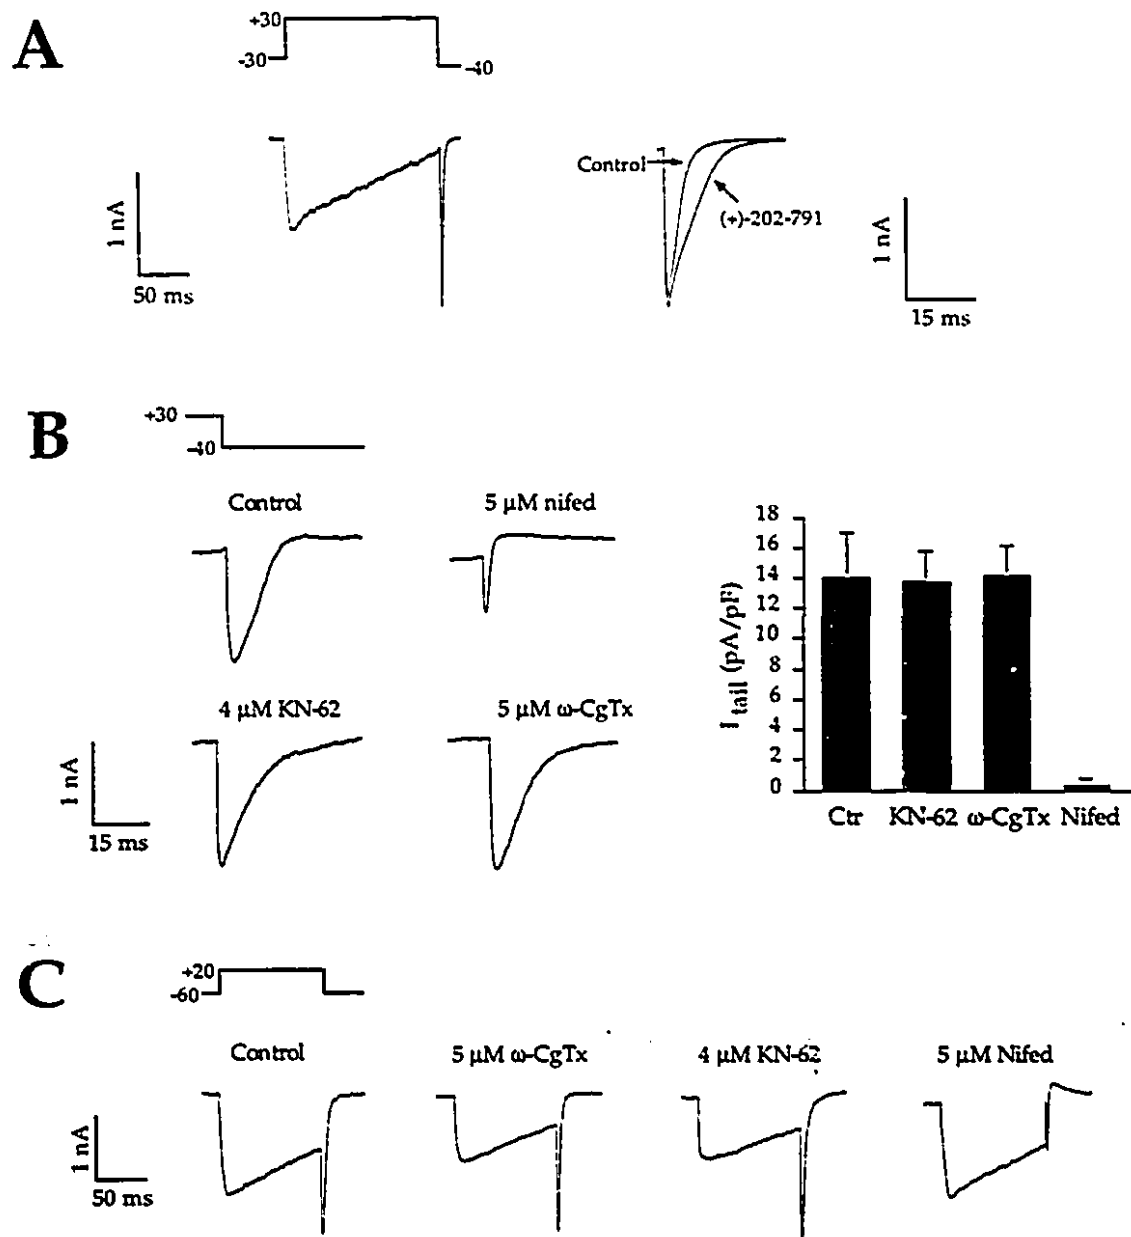 A
+30
-30
-40
1 nA
50 ms
Control
(+)-202-791
1 nA
15 ms
B
+30
-40
Control
5 µM nifed
4 µM KN-62
5 µM ω-CgTx
1 nA
15 ms
I tail (pA/pF)
18
16
14
12
10
8
6
4
2
0
Ctr KN-62 ω-CgTx Nifed
C
+20
-60
Control
5 µM ω-CgTx
4 µM KN-62
5 µM Nifed
1 nA
50 ms